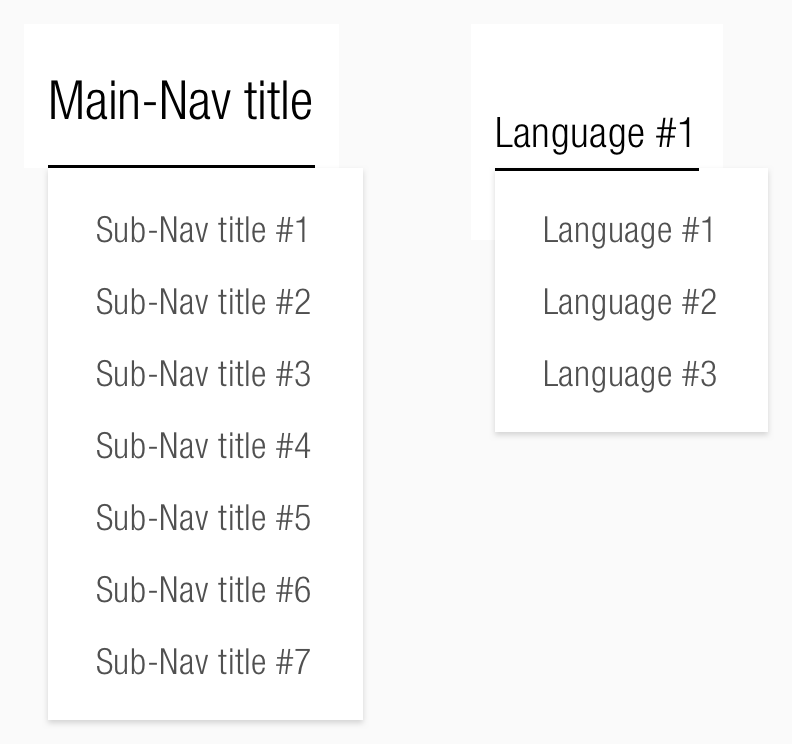 Main-Nav title
Sub-Nav title #1
Sub-Nav title #2
Sub-Nav title #3
Sub-Nav title #4
Sub-Nav title #5
Sub-Nav title #6
Sub-Nav title #7
Language #1
Language #1
Language #2
Language #3